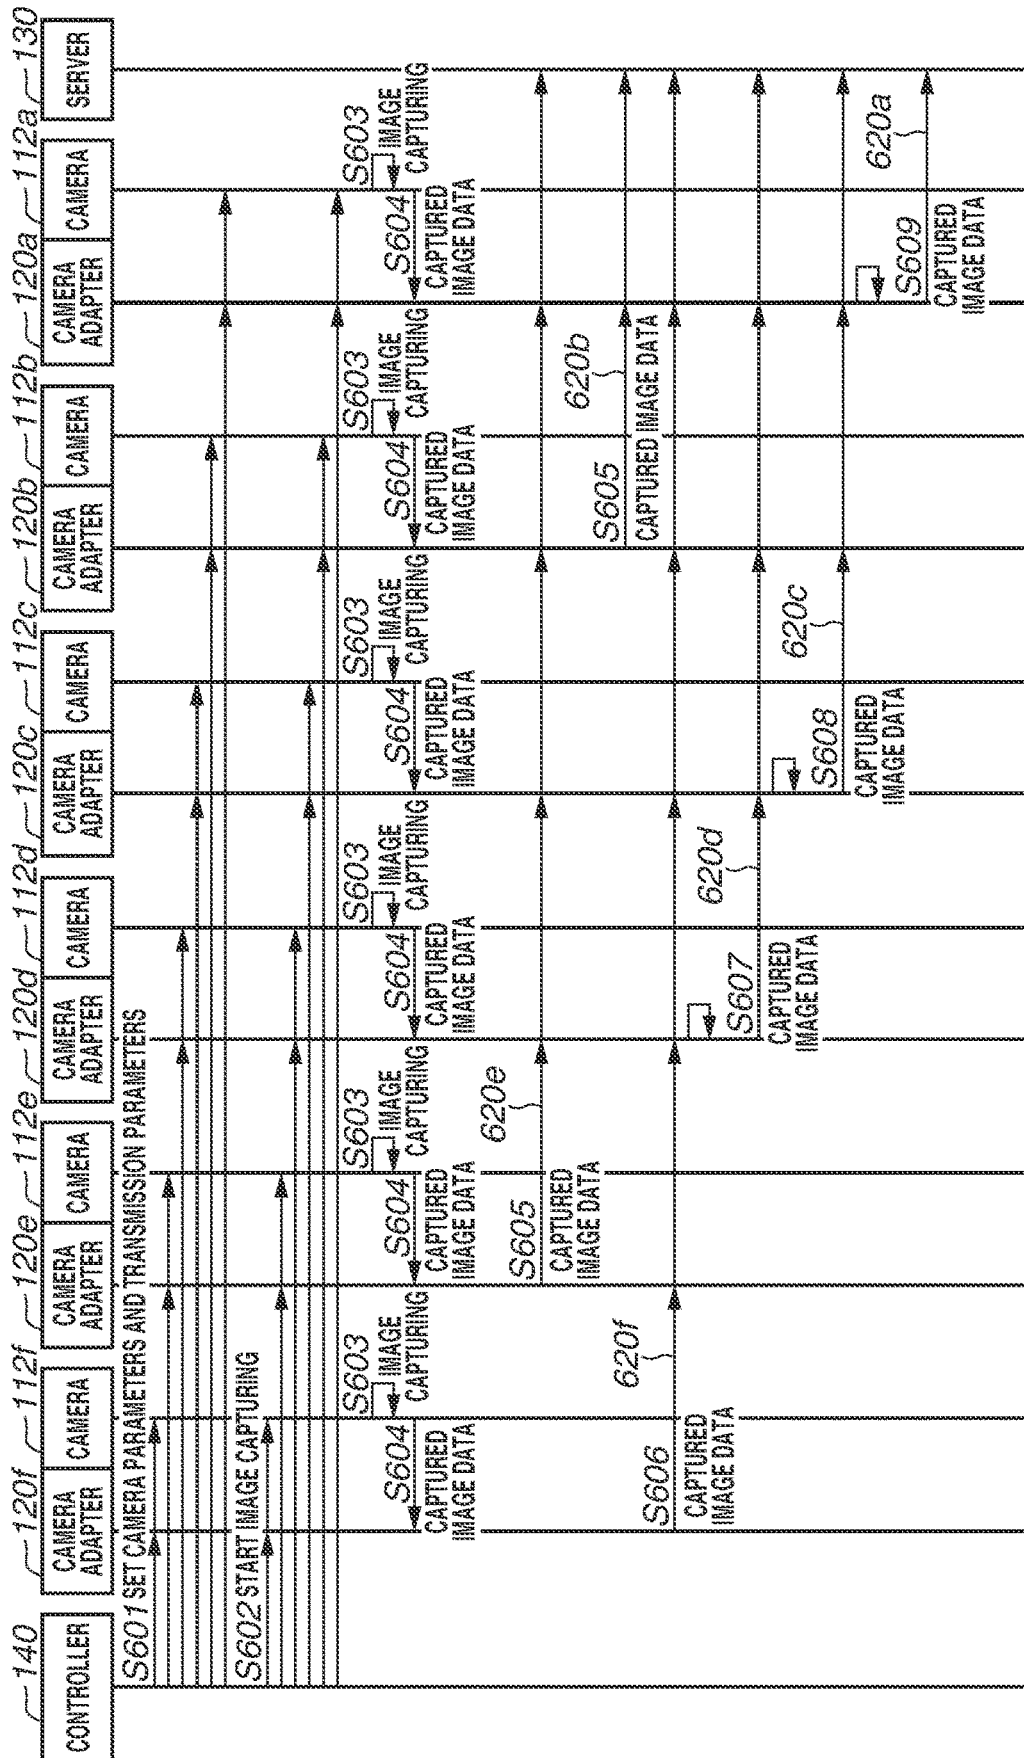 140
120f
112f
120e
112e
120d
112d
120c
112c
120b
112b
120a
112a
130
CONTROLLER
CAMERA
ADAPTER
CAMERA
CAMERA
ADAPTER
CAMERA
CAMERA
ADAPTER
CAMERA
CAMERA
ADAPTER
CAMERA
CAMERA
ADAPTER
CAMERA
CAMERA
ADAPTER
CAMERA
SERVER
S601 SET CAMERA PARAMETERS AND TRANSMISSION PARAMETERS
S602 START IMAGE CAPTURING
S603
IMAGE
CAPTURING
S603
IMAGE
CAPTURING
S603
IMAGE
CAPTURING
S603
IMAGE
CAPTURING
S603
IMAGE
CAPTURING
S603
IMAGE
CAPTURING
S604
CAPTURED
IMAGE DATA
S604
CAPTURED
IMAGE DATA
S604
CAPTURED
IMAGE DATA
S604
CAPTURED
IMAGE DATA
S604
CAPTURED
IMAGE DATA
S604
CAPTURED
IMAGE DATA
S605
620e
CAPTURED
IMAGE DATA
S605
620b
CAPTURED IMAGE DATA
S606
620f
CAPTURED
IMAGE DATA
S607
620d
CAPTURED
IMAGE DATA
S608
620c
CAPTURED
IMAGE DATA
S609
620a
CAPTURED
IMAGE DATA